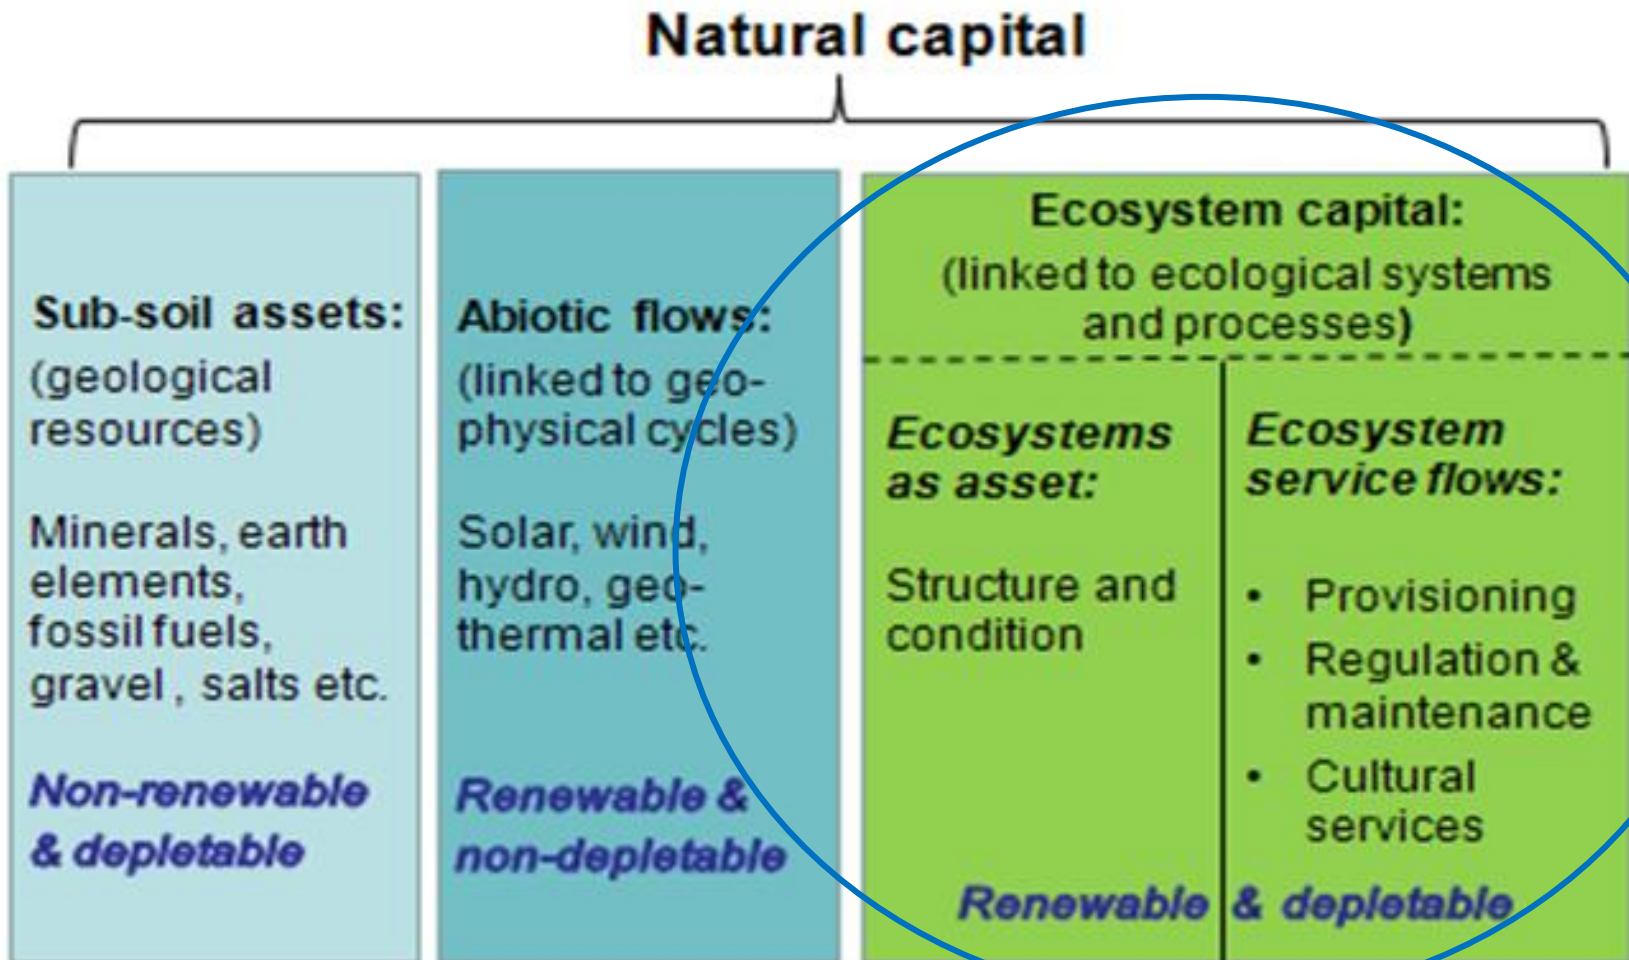 Natural capital
Sub-soil assets:
(geological
resources)
Minerals, earth
elements,
fossil fuels,
gravel , salts etc.
Non-renewable
& depletable
Abiotic flows:
(linked to geo-
physical cycles)
Solar, wind,
hydro, geo-
thermal etc.
Renewable &
non-depletable
Ecosystem capital:
(linked to ecological systems
and processes)
Ecosystems
as asset:
Structure and
condition
Ecosystem
service flows:
• Provisioning
• Regulation &
maintenance
• Cultural
services
Renewable & depletable